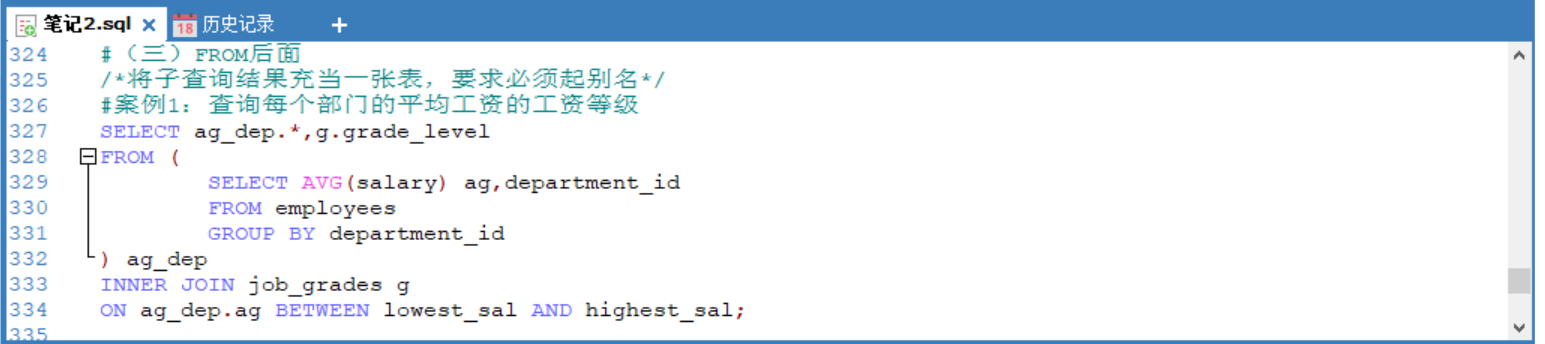 笔记2.sql × 18 历史记录 +
324 #（三）FROM后面
325 /*将子查询结果充当一张表，要求必须起别名*/
326 #案例1：查询每个部门的平均工资的工资等级
327 SELECT ag_dep.*,g.grade_level
328 FROM (
329 SELECT AVG(salary) ag,department_id
330 FROM employees
331 GROUP BY department_id
332 ) ag_dep
333 INNER JOIN job_grades g
334 ON ag_dep.ag BETWEEN lowest_sal AND highest_sal;
335